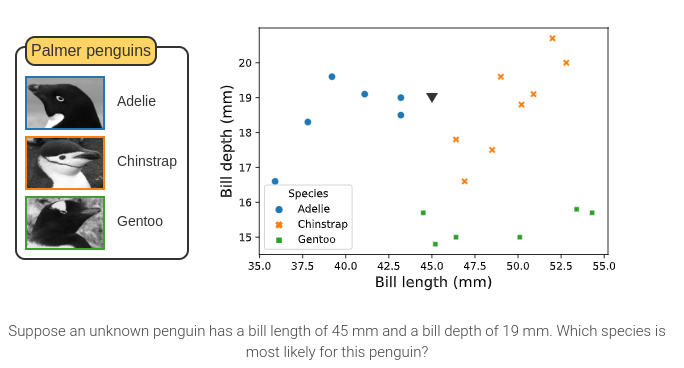 Palmer penguins
Adelie
Chinstrap
Gentoo
Bill depth (mm)
20
19
18
17
16
15
Species
Adelie
Chinstrap
Gentoo
35.0 37.5 40.0 42.5 45.0 47.5 50.0 52.5 55.0
Bill length (mm)
Suppose an unknown penguin has a bill length of 45 mm and a bill depth of 19 mm. Which species is
most likely for this penguin?